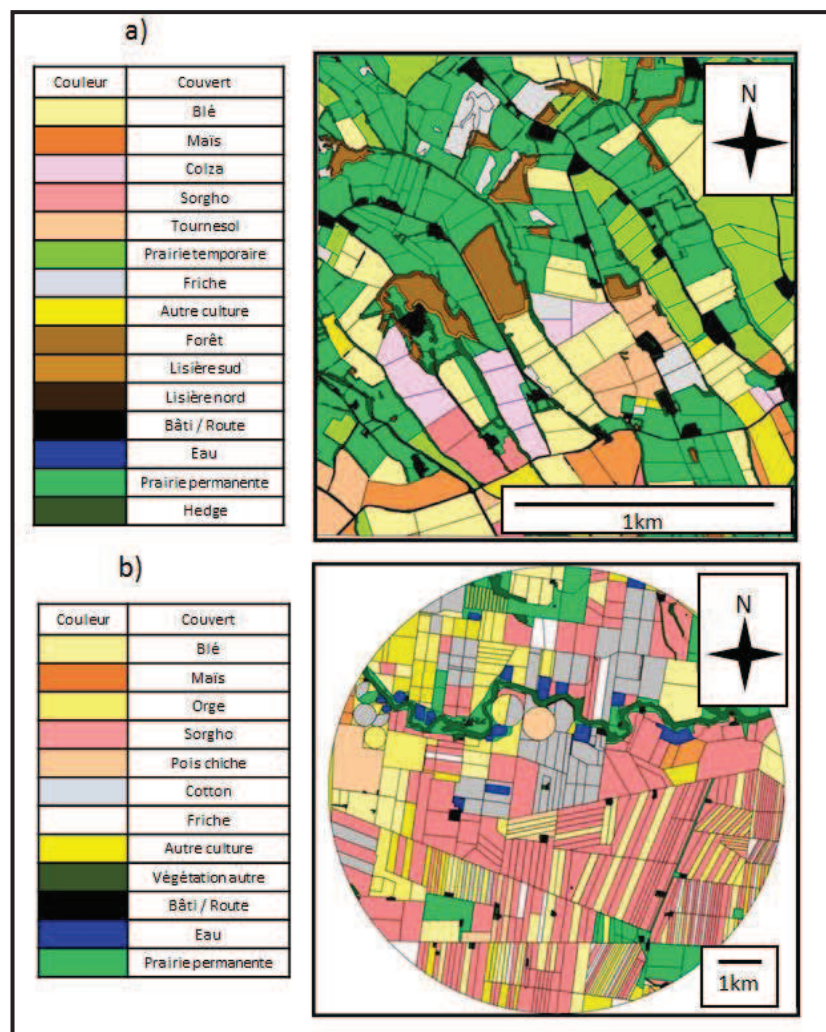 a)
Couleur Couvert
Blé
Maïs
Colza
Sorgho
Tournesol
Prairie temporaire
Friche
Autre culture
Forêt
Lisière sud
Lisière nord
Bâti / Route
Eau
Prairie permanente
Hedge
N
1km
b)
Couleur Couvert
Blé
Maïs
Orge
Sorgho
Pois chiche
Cotton
Friche
Autre culture
Végétation autre
Bâti / Route
Eau
Prairie permanente
N
1km